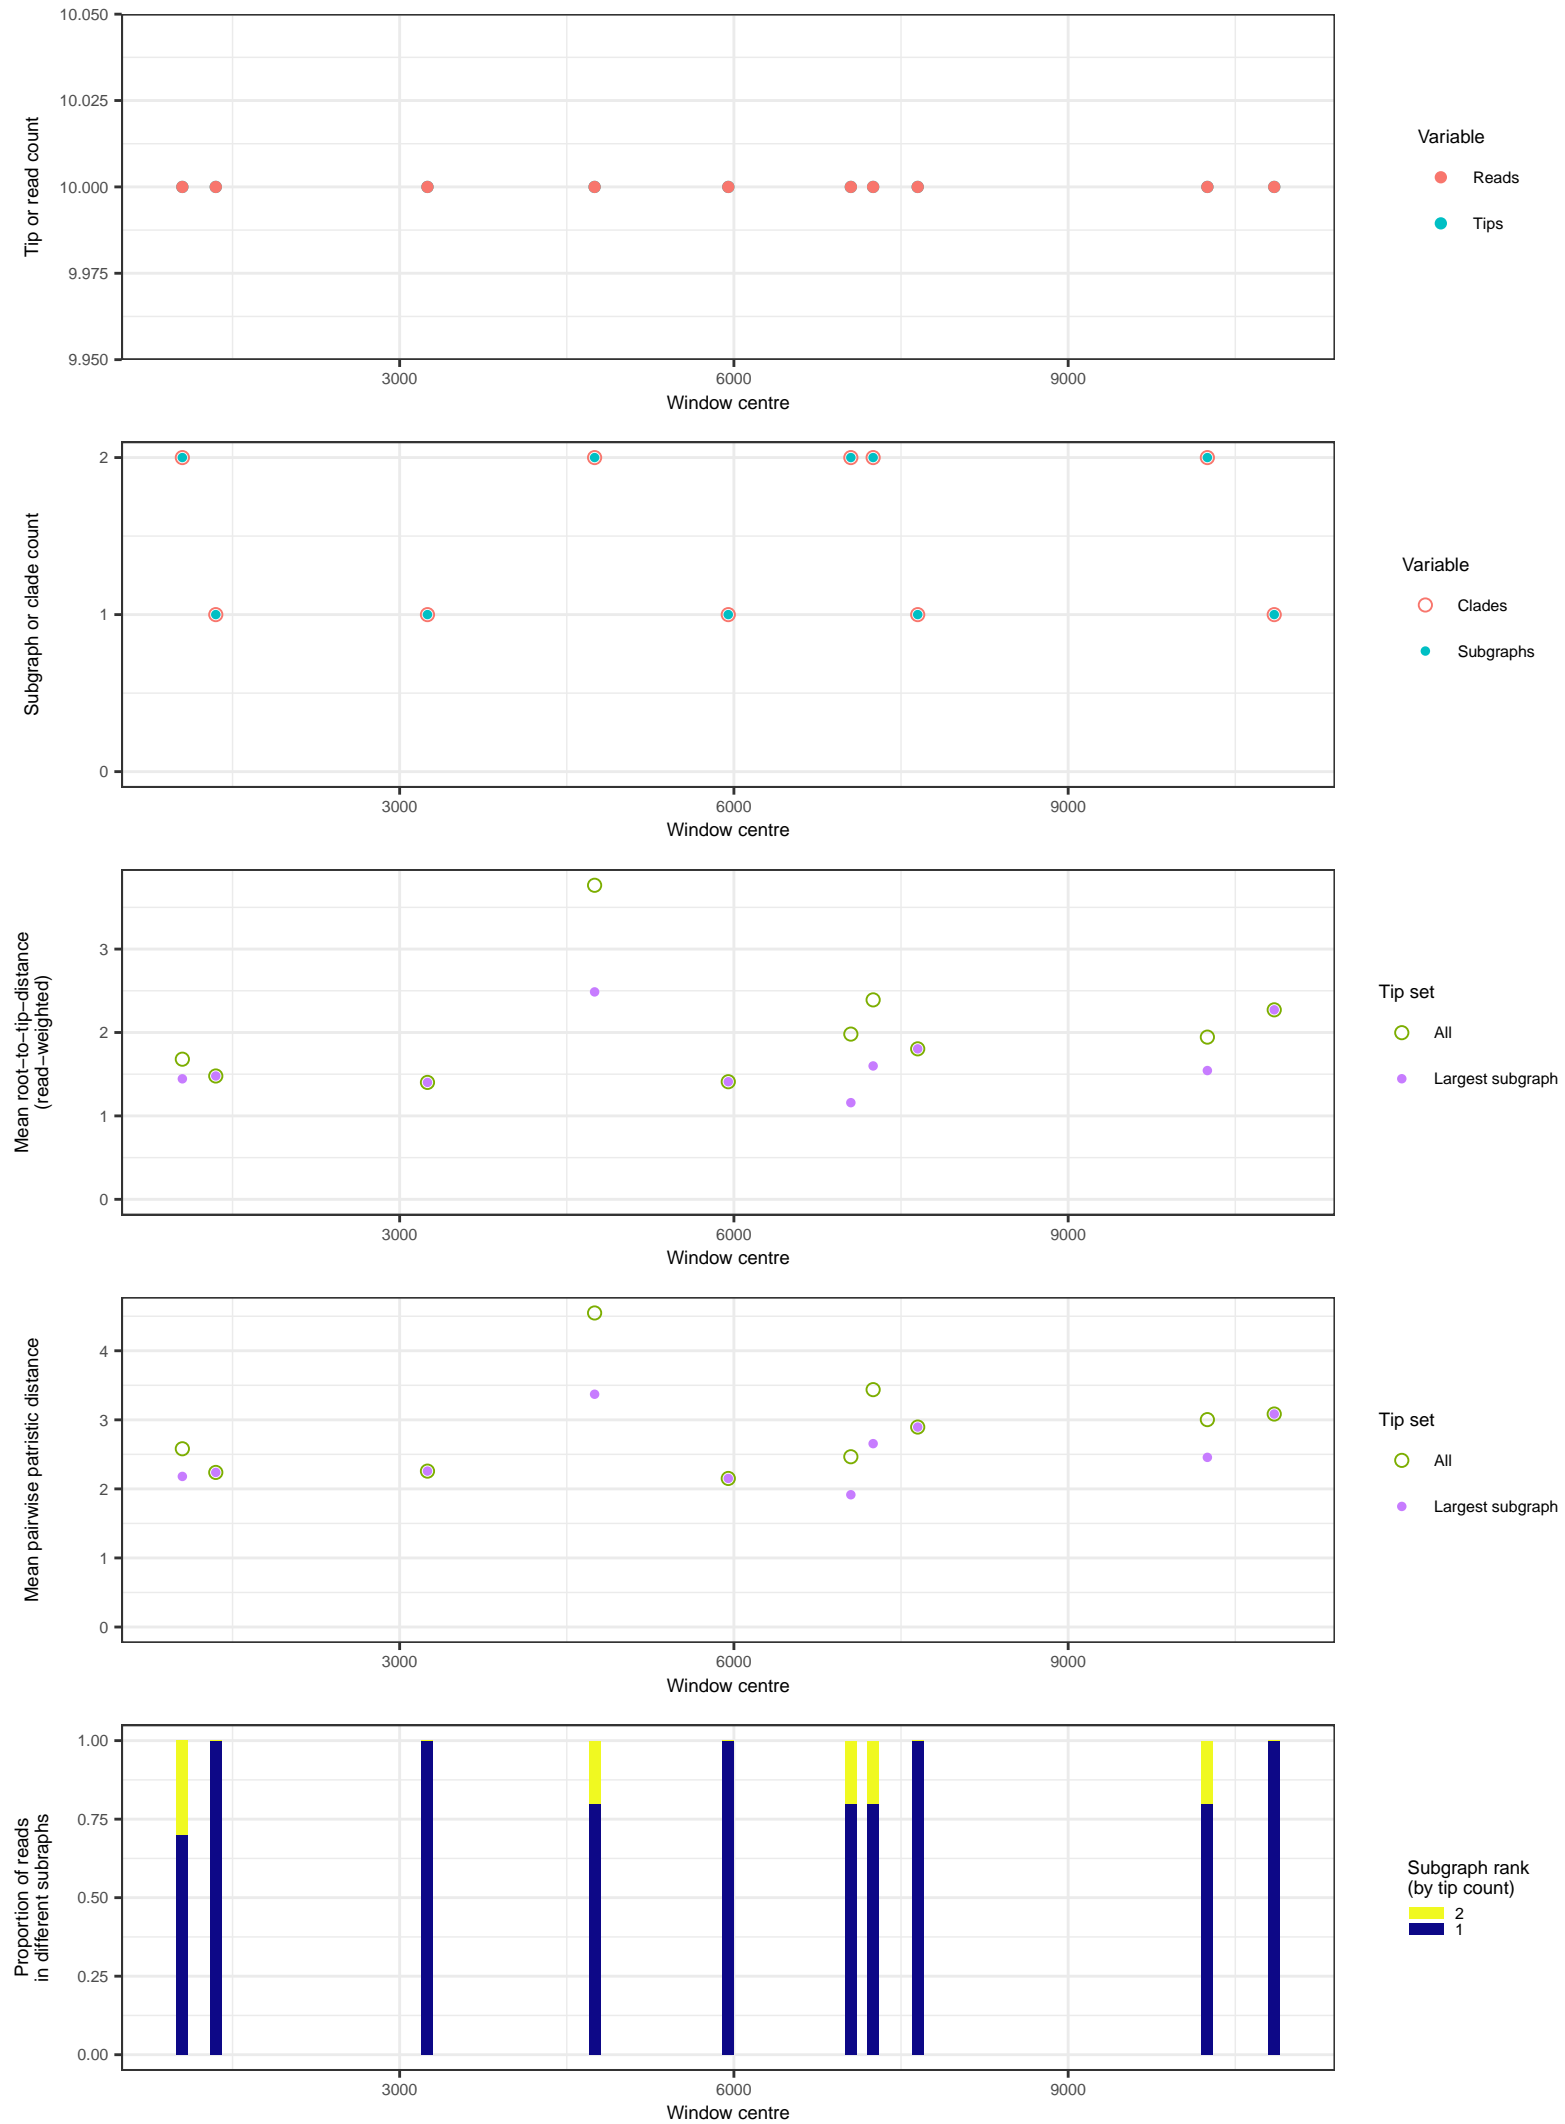 10.050
10.025
10.000
9.975
9.950
Tip or read count
3000
6000
9000
Window centre
Variable
Reads
Tips
2
1
0
Subgraph or clade count
3000
6000
9000
Window centre
Variable
Clades
Subgraphs
3
2
1
0
Mean root−to−tip−distance
(read−weighted)
3000
6000
9000
Window centre
Tip set
All
Largest subgraph
4
3
2
1
0
Mean pairwise patristic distance
3000
6000
9000
Window centre
Tip set
All
Largest subgraph
1.00
0.75
0.50
0.25
0.00
Proportion of reads
in different subraphs
3000
6000
9000
Window centre
Subgraph rank
(by tip count)
2
1